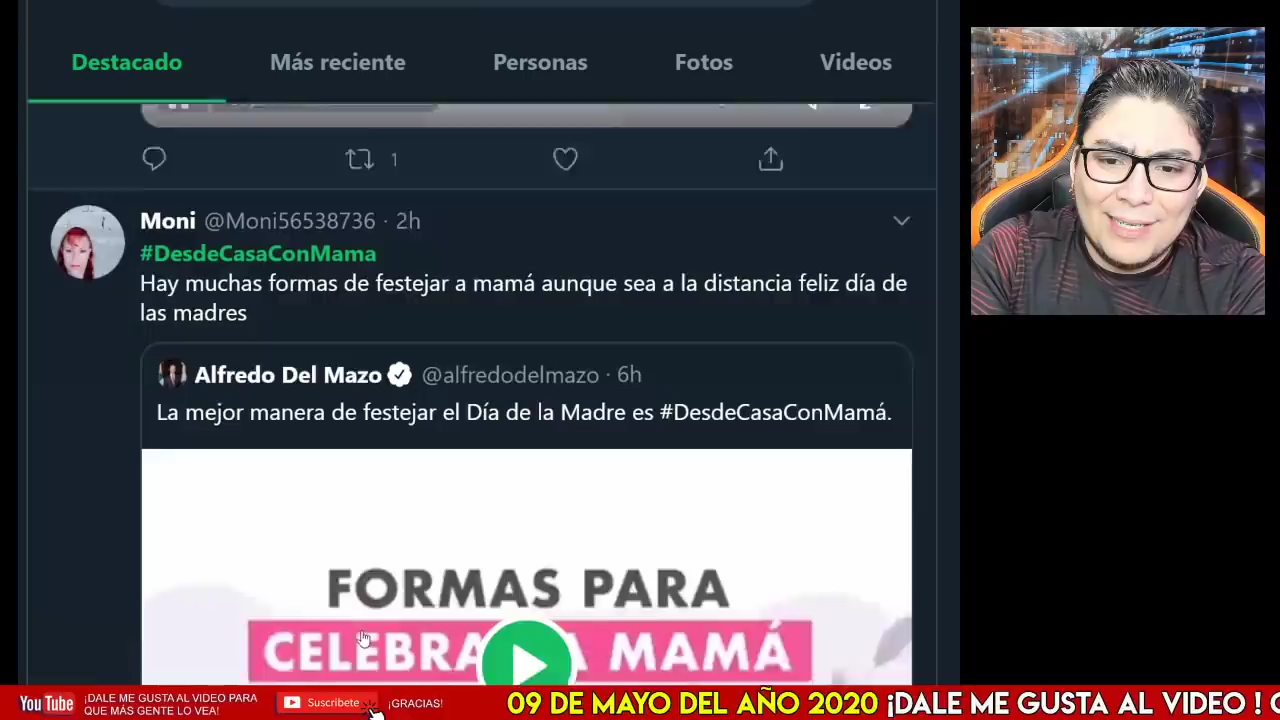 Destacado Más reciente Personas Fotos Videos
1
Moni @Moni56538736 · 2h
#DesdeCasaConMama
Hay muchas formas de festejar a mamá aunque sea a la distancia feliz día de
las madres
Alfredo Del Mazo @alfredodelmazo · 6h
La mejor manera de festejar el Día de la Madre es #DesdeCasaConMamá.
FORMAS PARA
CELEBRA A MAMÁ
YouTube ¡DALE ME GUSTA AL VIDEO PARA
QUE MÁS GENTE LO VEA!
Suscríbete
¡GRACIAS!
09 DE MAYO DEL AÑO 2020 ¡DALE ME GUSTA AL VIDEO !